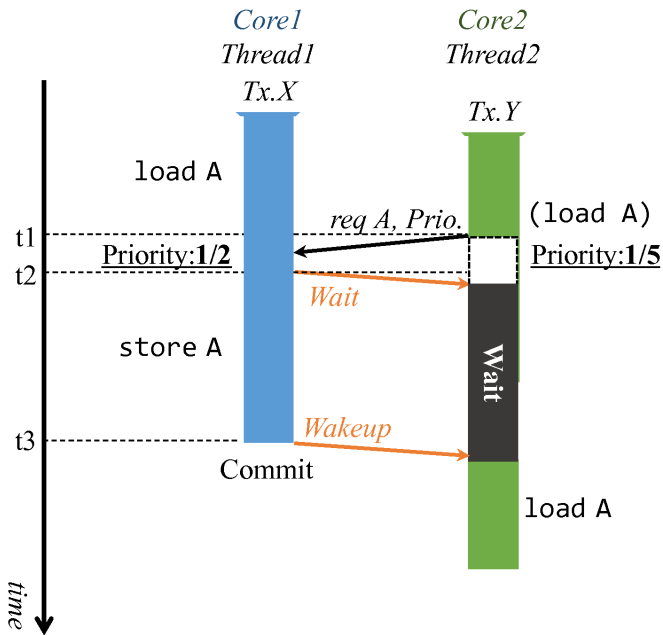 Core1
Thread1
Tx.X
Core2
Thread2
Tx.Y
load A
req A, Prio.
(load A)
t1
Priority:1/2
Priority:1/5
t2
Wait
store A
Wait
t3
Wakeup
Commit
load A
time